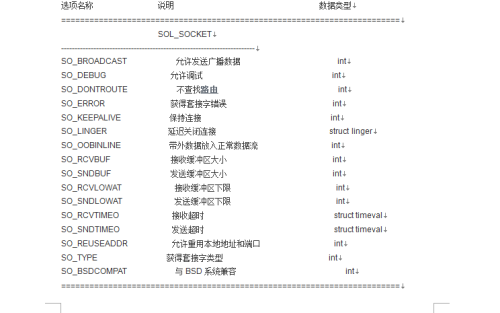 选项名称 说明 数据类型↓
========================================================================↓
SOL_SOCKET↓
------------------------------------------------------------------------↓
SO_BROADCAST 允许发送广播数据 int↓
SO_DEBUG 允许调试 int↓
SO_DONTROUTE 不查找路由 int↓
SO_ERROR 获得套接字错误 int↓
SO_KEEPALIVE 保持连接 int↓
SO_LINGER 延迟关闭连接 struct linger↓
SO_OOBINLINE 带外数据放入正常数据流 int↓
SO_RCVBUF 接收缓冲区大小 int↓
SO_SNDBUF 发送缓冲区大小 int↓
SO_RCVLOWAT 接收缓冲区下限 int↓
SO_SNDLOWAT 发送缓冲区下限 int↓
SO_RCVTIMEO 接收超时 struct timeval↓
SO_SNDTIMEO 发送超时 struct timeval↓
SO_REUSEADDR 允许重用本地地址和端口 int↓
SO_TYPE 获得套接字类型 int↓
SO_BSDCOMPAT 与 BSD 系统兼容 int↓
========================================================================↓